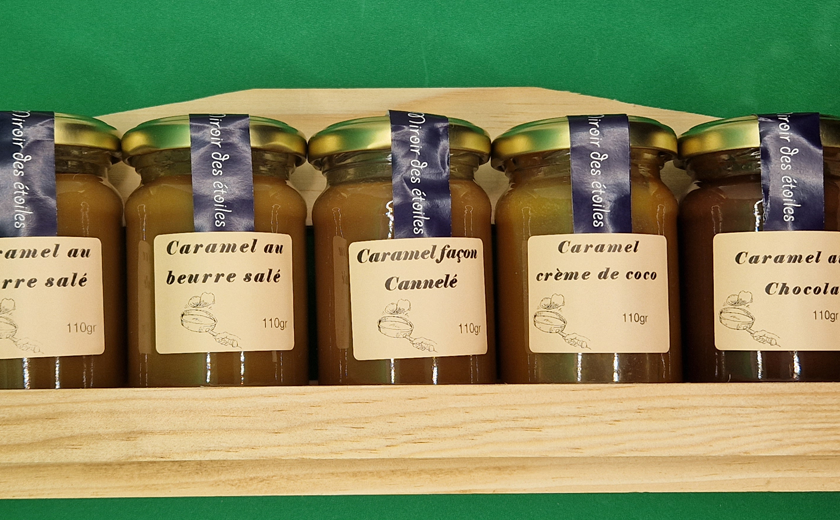 Miroir des étoiles
Caramel au
beurre salé
110gr
Miroir des étoiles
Caramel au
beurre salé
110gr
Miroir des étoiles
Caramel façon
Cannelé
110gr
Miroir des étoiles
Caramel
crème de coco
110gr
Miroir des étoiles
Caramel au
Chocolat
110gr